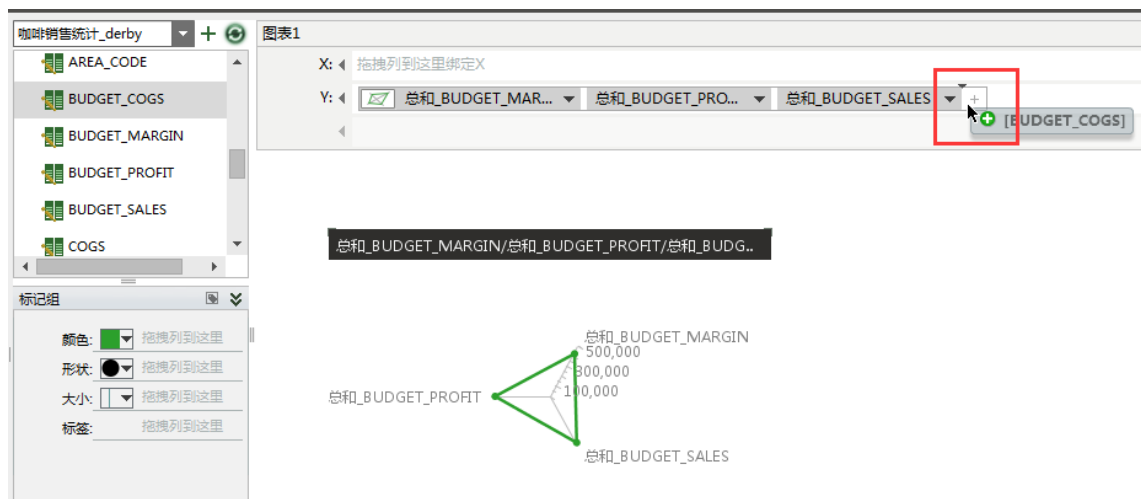 咖啡销售统计_derby
图表1
AREA_CODE
BUDGET_COGS
BUDGET_MARGIN
BUDGET_PROFIT
BUDGET_SALES
COGS
X: 拖拽列到这里绑定X
Y: 总和_BUDGET_MAR... 总和_BUDGET_PRO... 总和_BUDGET_SALES
[BUDGET_COGS]
总和_BUDGET_MARGIN/总和_BUDGET_PROFIT/总和_BUDG..
标记组
颜色: 拖拽列到这里
形状: 拖拽列到这里
大小: 拖拽列到这里
标签: 拖拽列到这里
总和_BUDGET_MARGIN
500,000
300,000
100,000
总和_BUDGET_PROFIT
总和_BUDGET_SALES